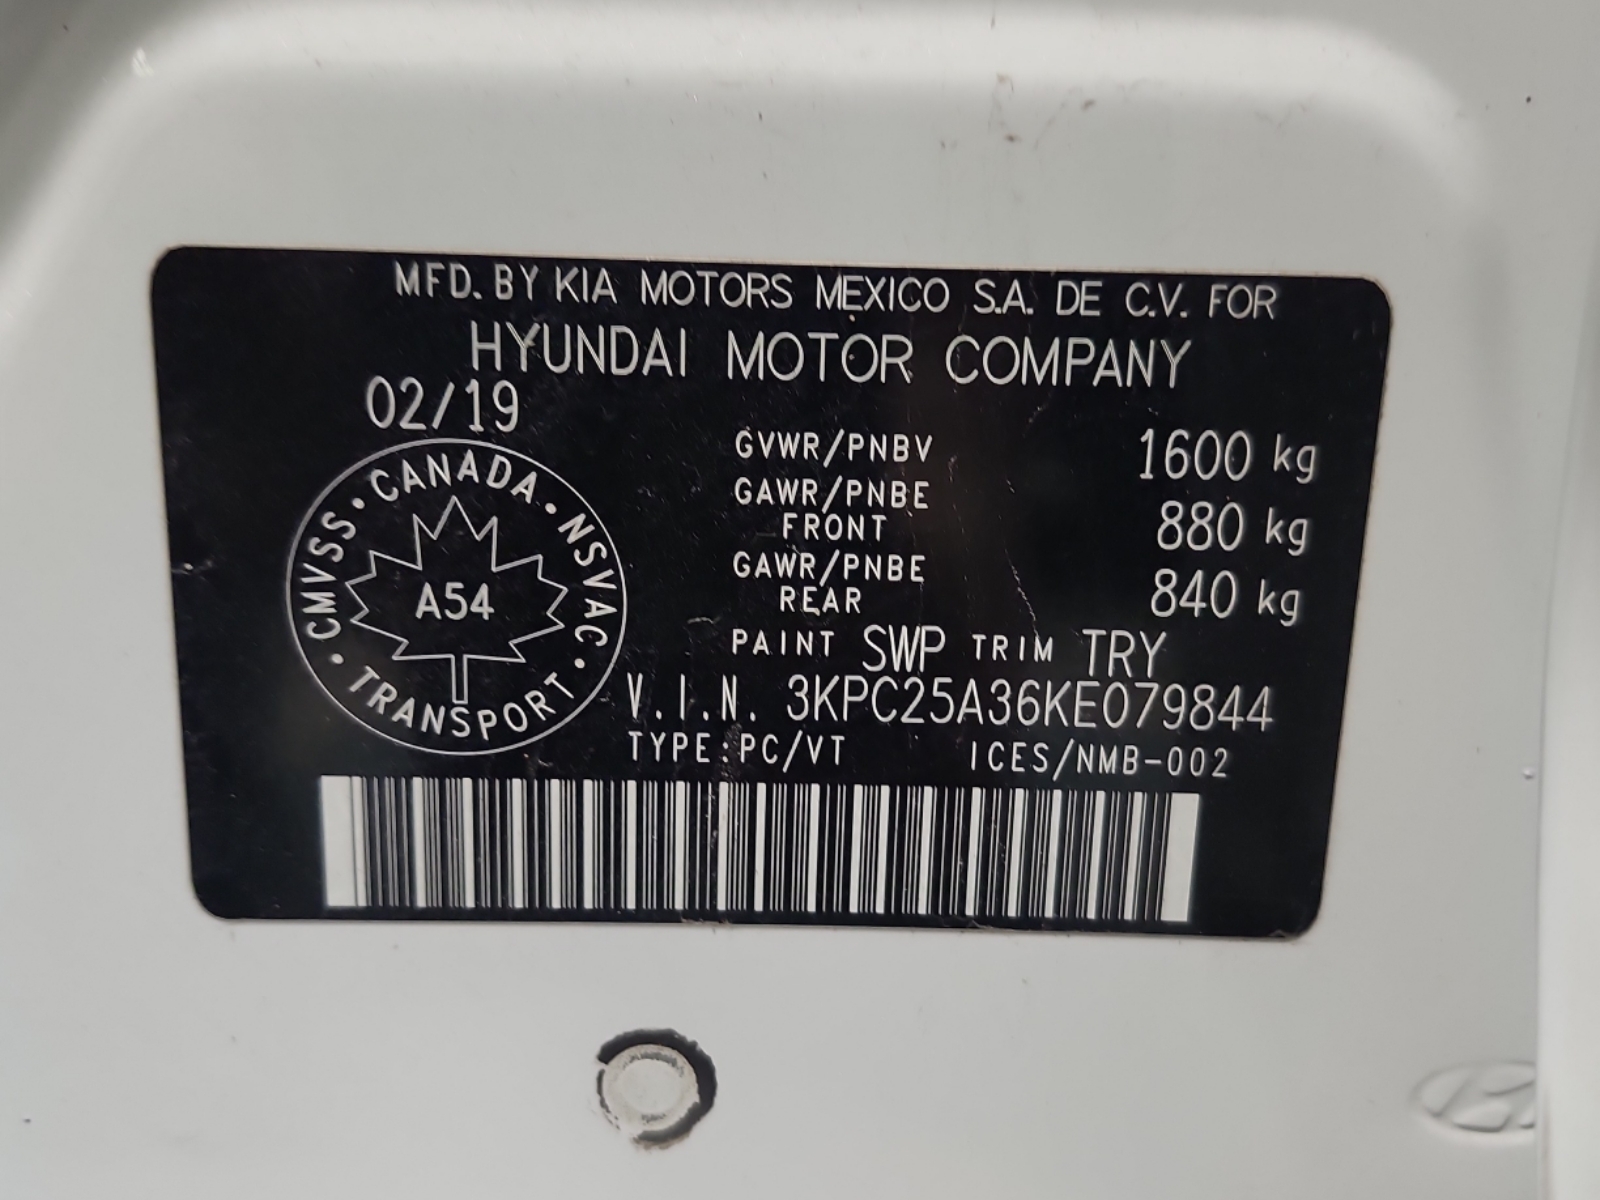 MFD. BY KIA MOTORS MEXICO S.A. DE C.V. FOR
HYUNDAI MOTOR COMPANY
02/19
CMVSS · CANADA · NSVAC · TRANSPORT ·
A54
GVWR/PNBV 1600 kg
GAWR/PNBE
FRONT 880 kg
GAWR/PNBE
REAR 840 kg
PAINT SWP TRIM TRY
V.I.N. 3KPC25A36KE079844
TYPE:PC/VT ICES/NMB-002